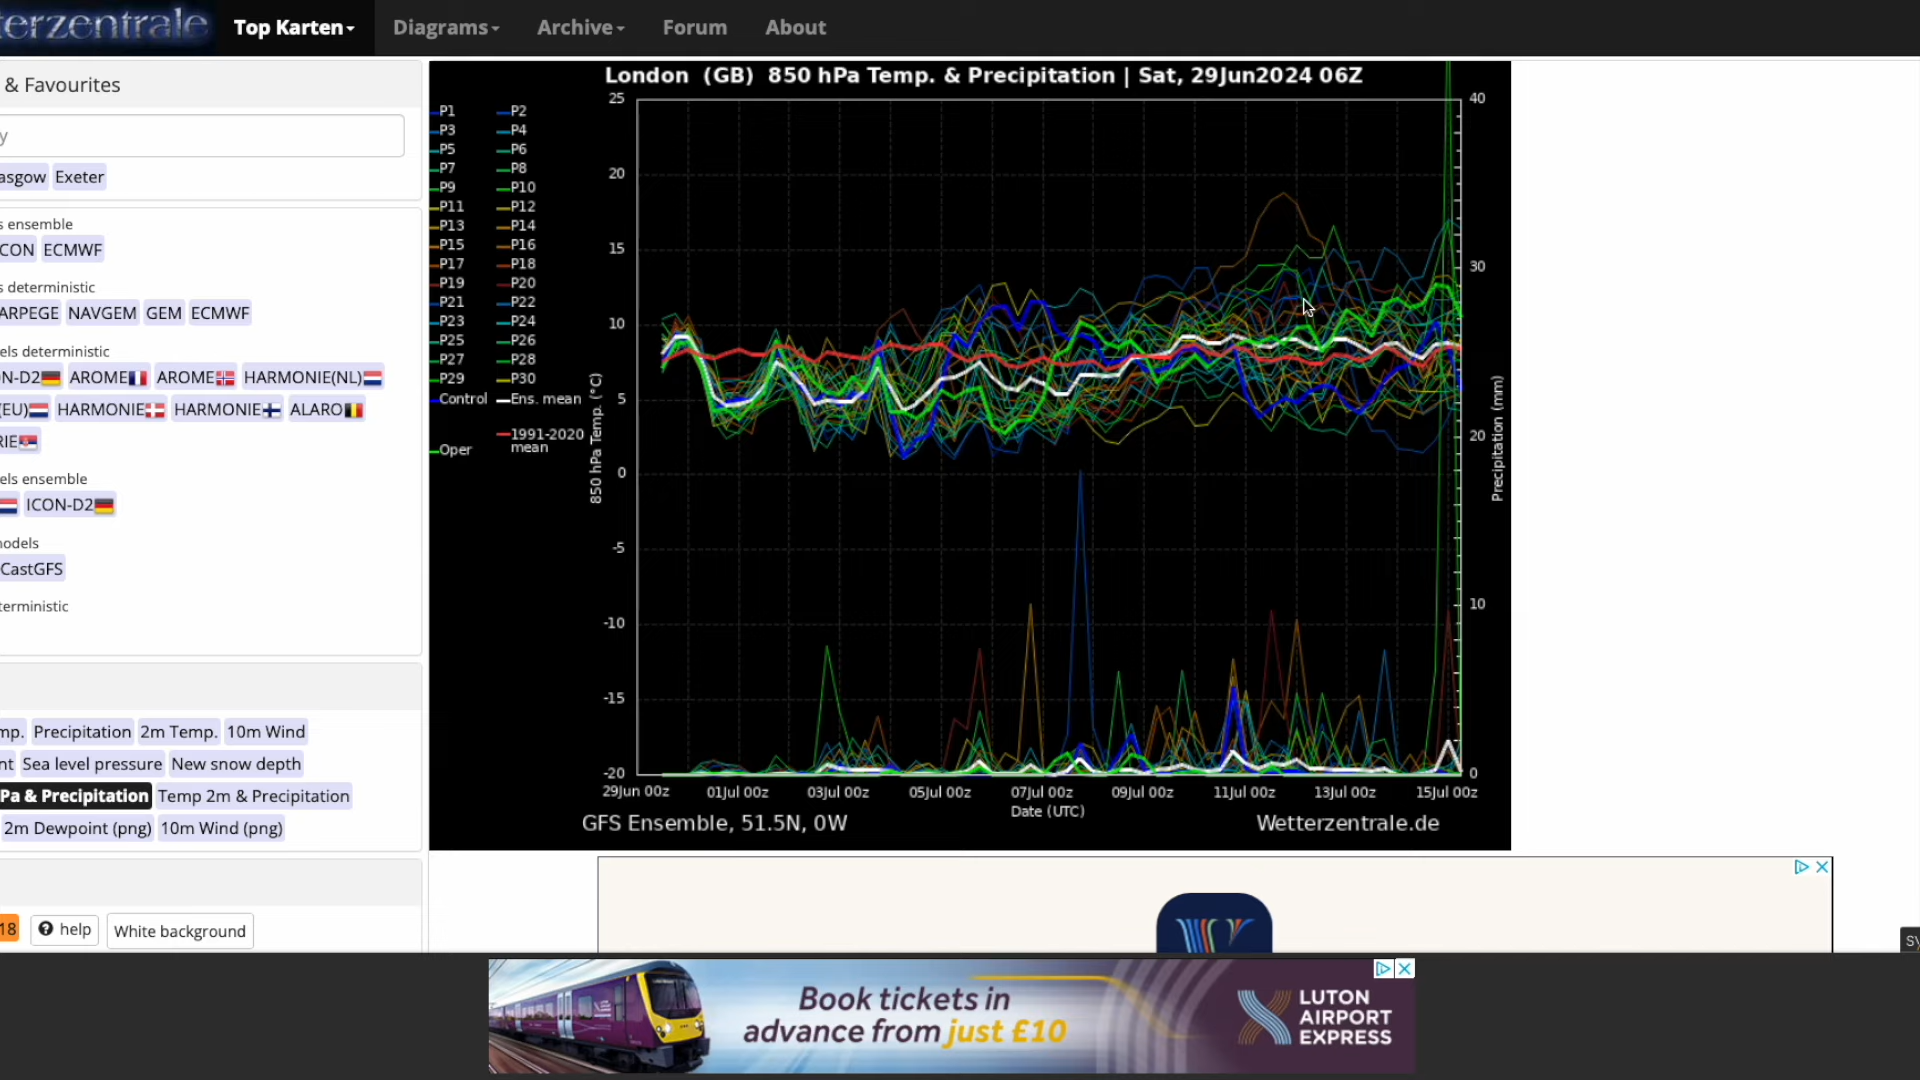 erzentrale Top Karten Diagrams Archive Forum About
& Favourites
y
asgow Exeter
s ensemble
CON ECMWF
s deterministic
ARPEGE NAVGEM GEM ECMWF
els deterministic
N-D2 AROME AROME HARMONIE(NL)
(EU) HARMONIE HARMONIE ALARO
RIE
els ensemble
ICON-D2
nodels
CastGFS
terministic
mp. Precipitation 2m Temp. 10m Wind
nt Sea level pressure New snow depth
Pa & Precipitation Temp 2m & Precipitation
2m Dewpoint (png) 10m Wind (png)
18 help White background
London (GB) 850 hPa Temp. & Precipitation | Sat, 29Jun2024 06Z
P1 P2
P3 P4
P5 P6
P7 P8
P9 P10
P11 P12
P13 P14
P15 P16
P17 P18
P19 P20
P21 P22
P23 P24
P25 P26
P27 P28
P29 P30
Control Ens. mean
1991-2020
mean
Oper
850 hPa Temp. (°C)
25
20
15
10
5
0
-5
-10
-15
-20
40
30
20
10
0
Precipitation (mm)
29Jun 00z 01Jul 00z 03Jul 00z 05Jul 00z 07Jul 00z 09Jul 00z 11Jul 00z 13Jul 00z 15Jul 00z
Date (UTC)
GFS Ensemble, 51.5N, 0W Wetterzentrale.de
sy
Book tickets in
advance from just £10
LUTON
AIRPORT
EXPRESS